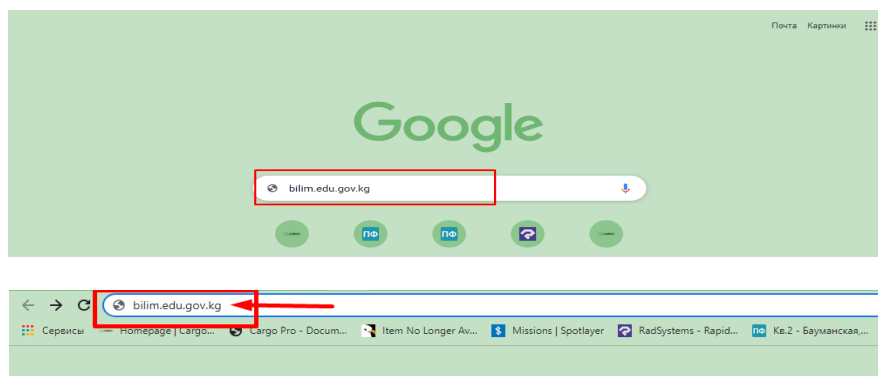 Почта Картинки
Google
bilim.edu.gov.kg
ПФ ПФ
bilim.edu.gov.kg
Сервисы Homepage | Cargo... Cargo Pro - Docum... Item No Longer Av... Missions | Spotlayer RadSystems - Rapid... ПФ Кв.2 - Бауманская,...